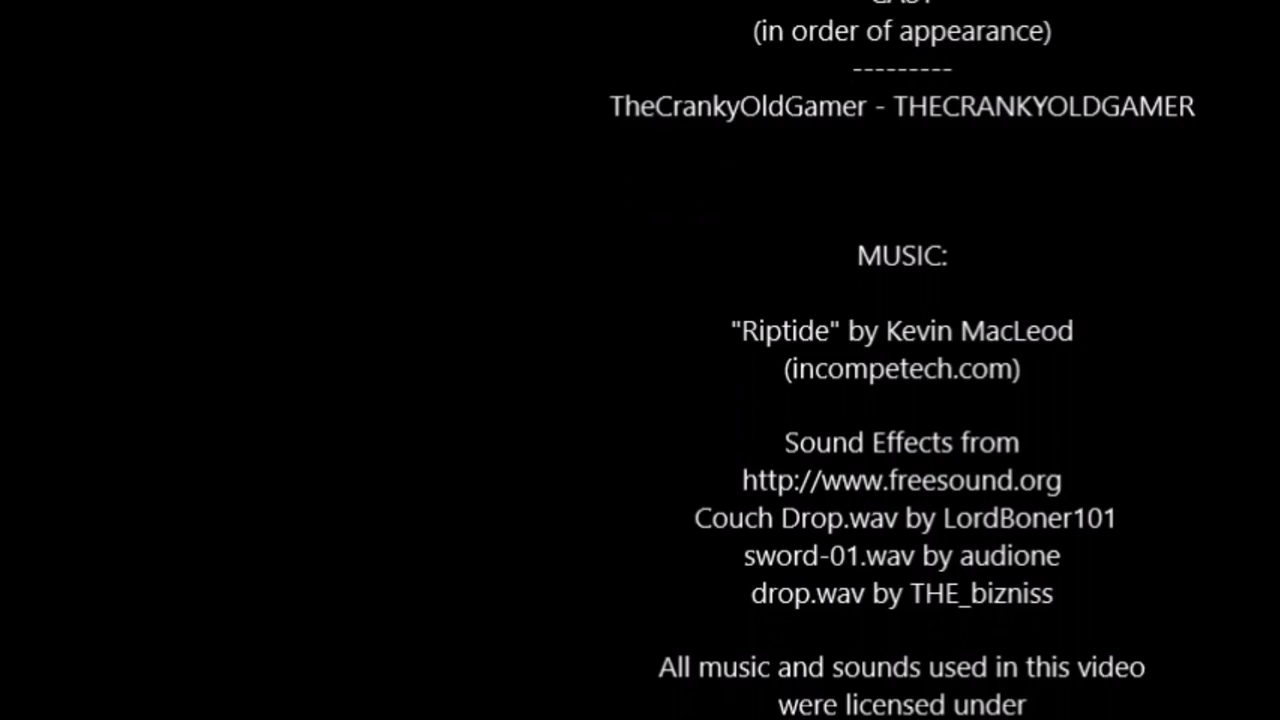 (in order of appearance)
---------
TheCrankyOldGamer - THECRANKYOLDGAMER
MUSIC:
"Riptide" by Kevin MacLeod
(incompetech.com)
Sound Effects from
http://www.freesound.org
Couch Drop.wav by LordBoner101
sword-01.wav by audione
drop.wav by THE_bizniss
All music and sounds used in this video
were licensed under